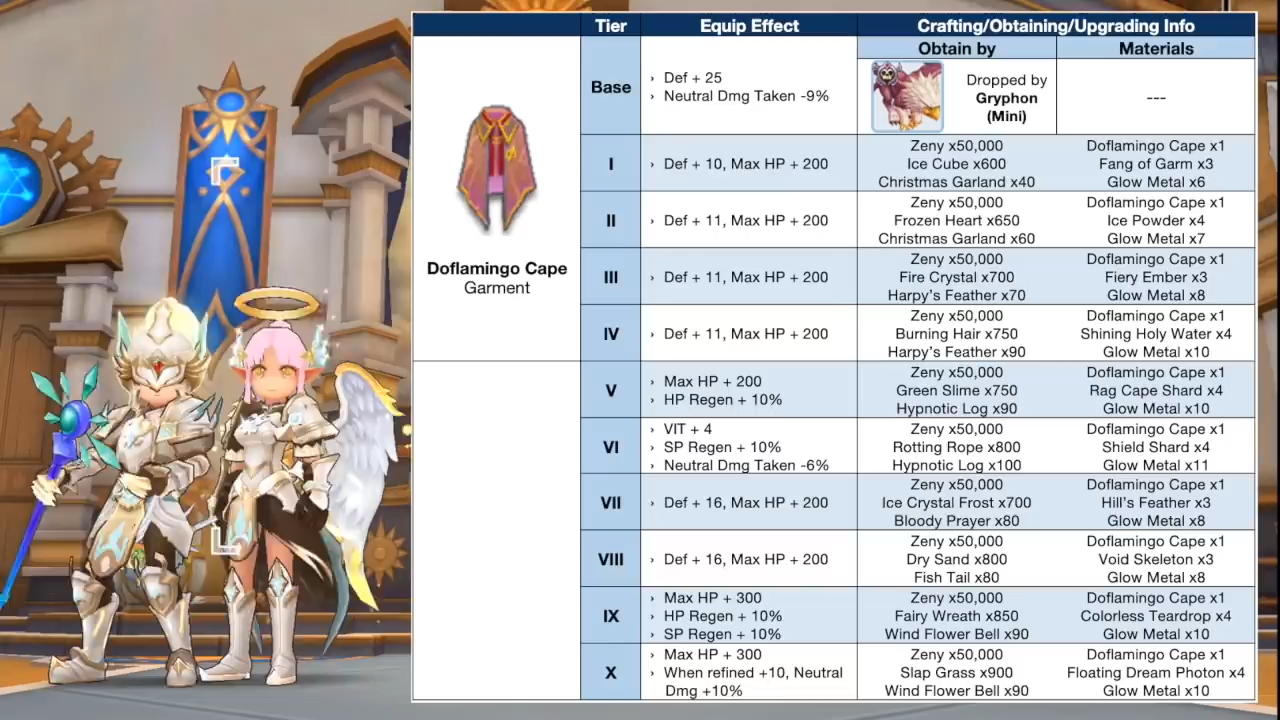 Tier Equip Effect Crafting/Obtaining/Upgrading Info
Obtain by Materials
Doflamingo Cape
Garment
Base
› Def + 25
› Neutral Dmg Taken -9%
Dropped by
Gryphon
(Mini)
---
I
› Def + 10, Max HP + 200
Zeny x50,000
Ice Cube x600
Christmas Garland x40
Doflamingo Cape x1
Fang of Garm x3
Glow Metal x6
II
› Def + 11, Max HP + 200
Zeny x50,000
Frozen Heart x650
Christmas Garland x60
Doflamingo Cape x1
Ice Powder x4
Glow Metal x7
III
› Def + 11, Max HP + 200
Zeny x50,000
Fire Crystal x700
Harpy's Feather x70
Doflamingo Cape x1
Fiery Ember x3
Glow Metal x8
IV
› Def + 11, Max HP + 200
Zeny x50,000
Burning Hair x750
Harpy's Feather x90
Doflamingo Cape x1
Shining Holy Water x4
Glow Metal x10
V
› Max HP + 200
› HP Regen + 10%
Zeny x50,000
Green Slime x750
Hypnotic Log x90
Doflamingo Cape x1
Rag Cape Shard x4
Glow Metal x10
VI
› VIT + 4
› SP Regen + 10%
› Neutral Dmg Taken -6%
Zeny x50,000
Rotting Rope x800
Hypnotic Log x100
Doflamingo Cape x1
Shield Shard x4
Glow Metal x11
VII
› Def + 16, Max HP + 200
Zeny x50,000
Ice Crystal Frost x700
Bloody Prayer x80
Doflamingo Cape x1
Hill's Feather x3
Glow Metal x8
VIII
› Def + 16, Max HP + 200
Zeny x50,000
Dry Sand x800
Fish Tail x80
Doflamingo Cape x1
Void Skeleton x3
Glow Metal x8
IX
› Max HP + 300
› HP Regen + 10%
› SP Regen + 10%
Zeny x50,000
Fairy Wreath x850
Wind Flower Bell x90
Doflamingo Cape x1
Colorless Teardrop x4
Glow Metal x10
X
› Max HP + 300
› When refined +10, Neutral
Dmg +10%
Zeny x50,000
Slap Grass x900
Wind Flower Bell x90
Doflamingo Cape x1
Floating Dream Photon x4
Glow Metal x10